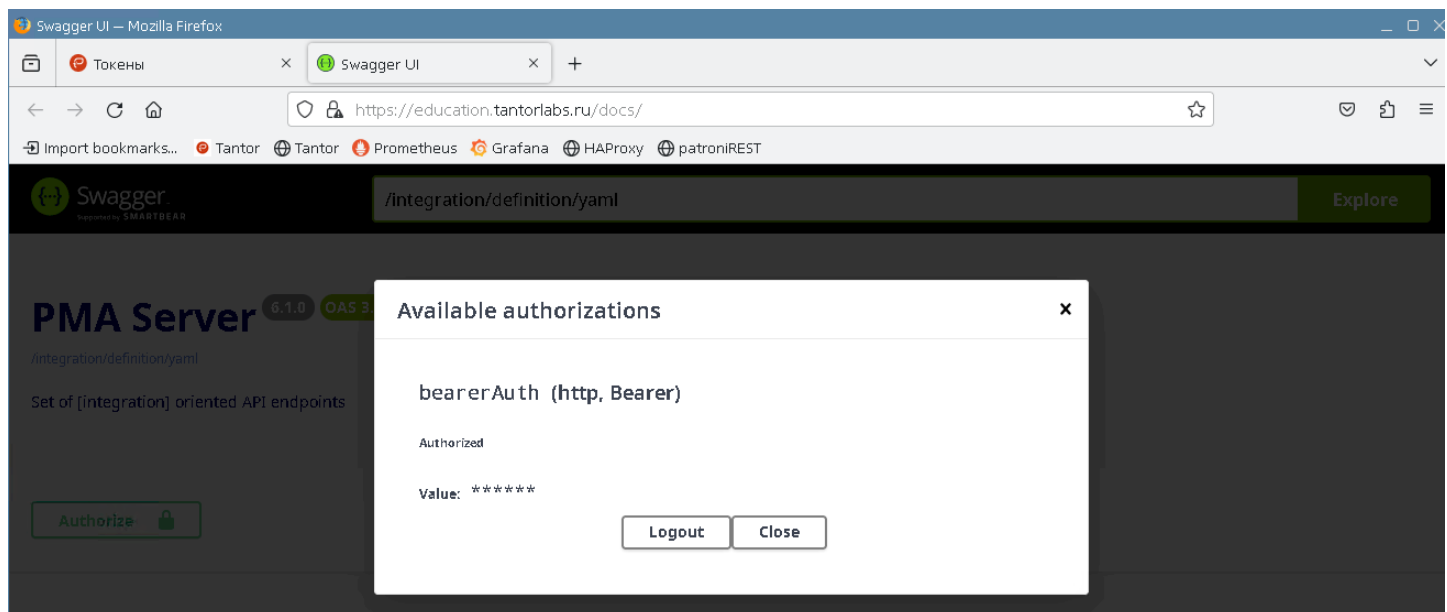 Swagger UI — Mozilla Firefox
Токены
Swagger UI
https://education.tantorlabs.ru/docs/
Import bookmarks... Tantor Tantor Prometheus Grafana HAProxy patroniREST
Swagger.
Supported by SMARTBEAR
/integration/definition/yaml
Explore
PMA Server 6.1.0 OAS 3.
/integration/definition/yaml
Set of [integration] oriented API endpoints
Authorize
Available authorizations
bearerAuth (http, Bearer)
Authorized
Value: ******
Logout Close